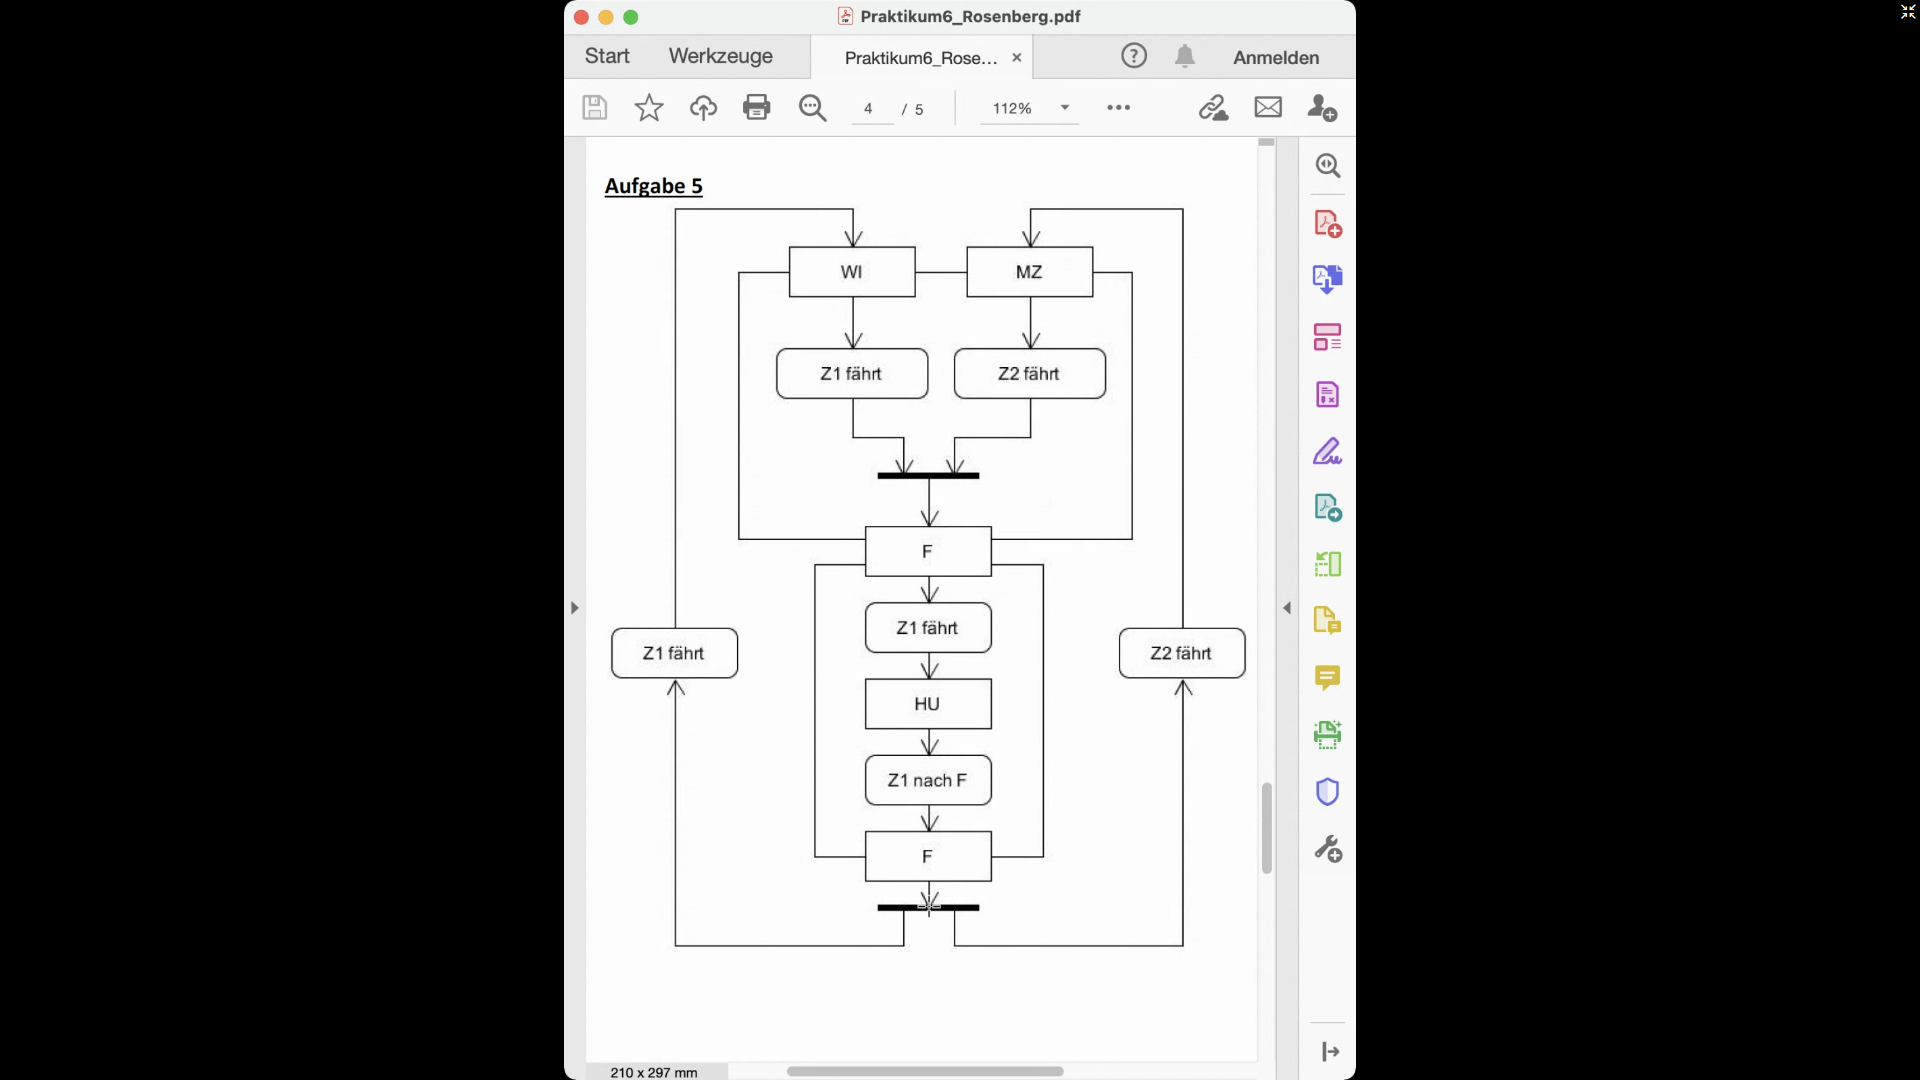 Praktikum6_Rosenberg.pdf
Start Werkzeuge Praktikum6_Rose... × ? Anmelden
4 / 5 112%
Aufgabe 5
WI MZ
Z1 fährt Z2 fährt
F
Z1 fährt
Z1 fährt Z2 fährt
HU
Z1 nach F
F
210 x 297 mm